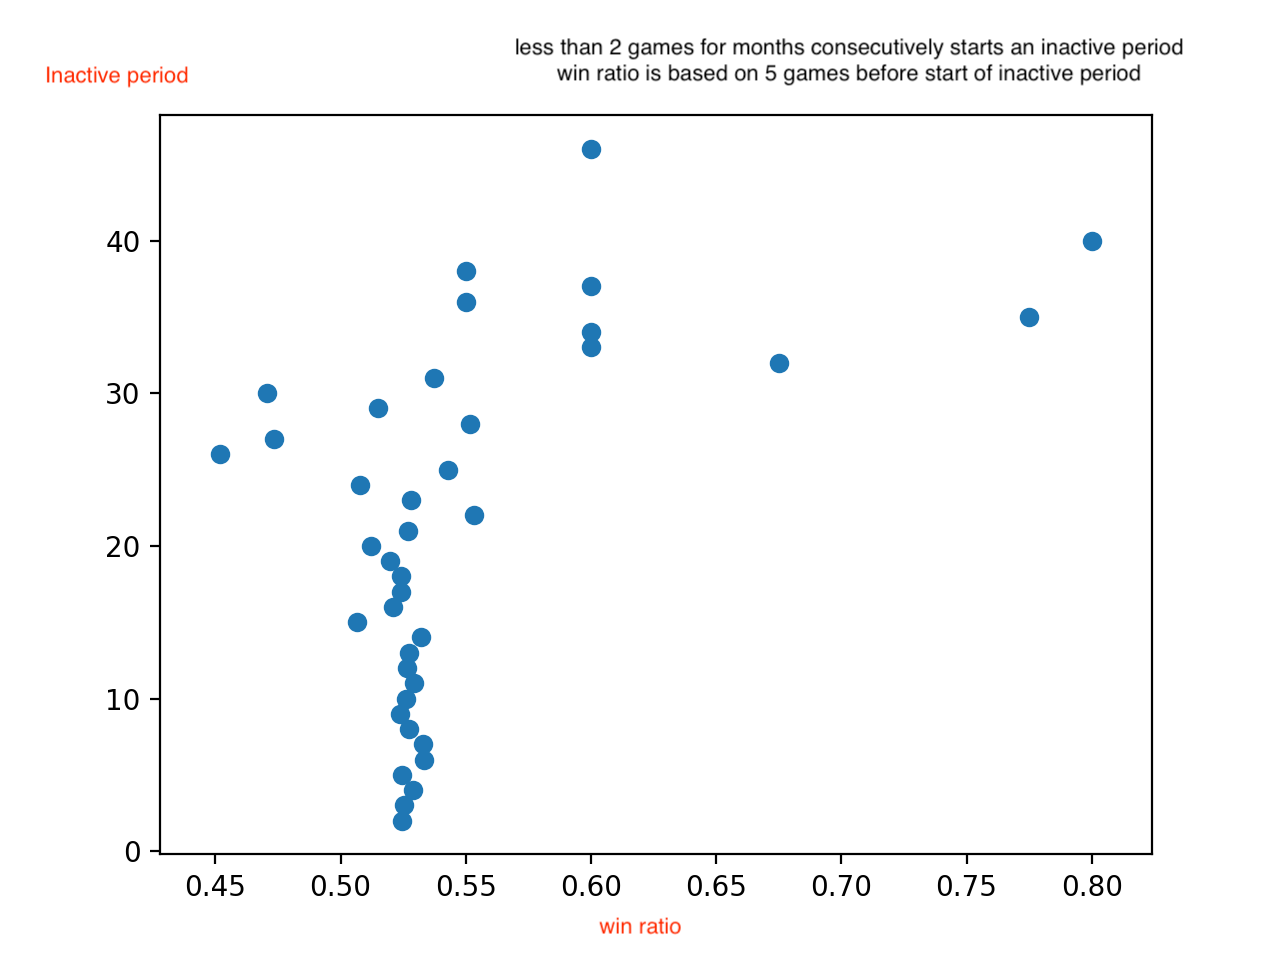 less than 2 games for months consecutively starts an inactive period
win ratio is based on 5 games before start of inactive period
Inactive period
40
30
20
10
0
0.45 0.50 0.55 0.60 0.65 0.70 0.75 0.80
win ratio